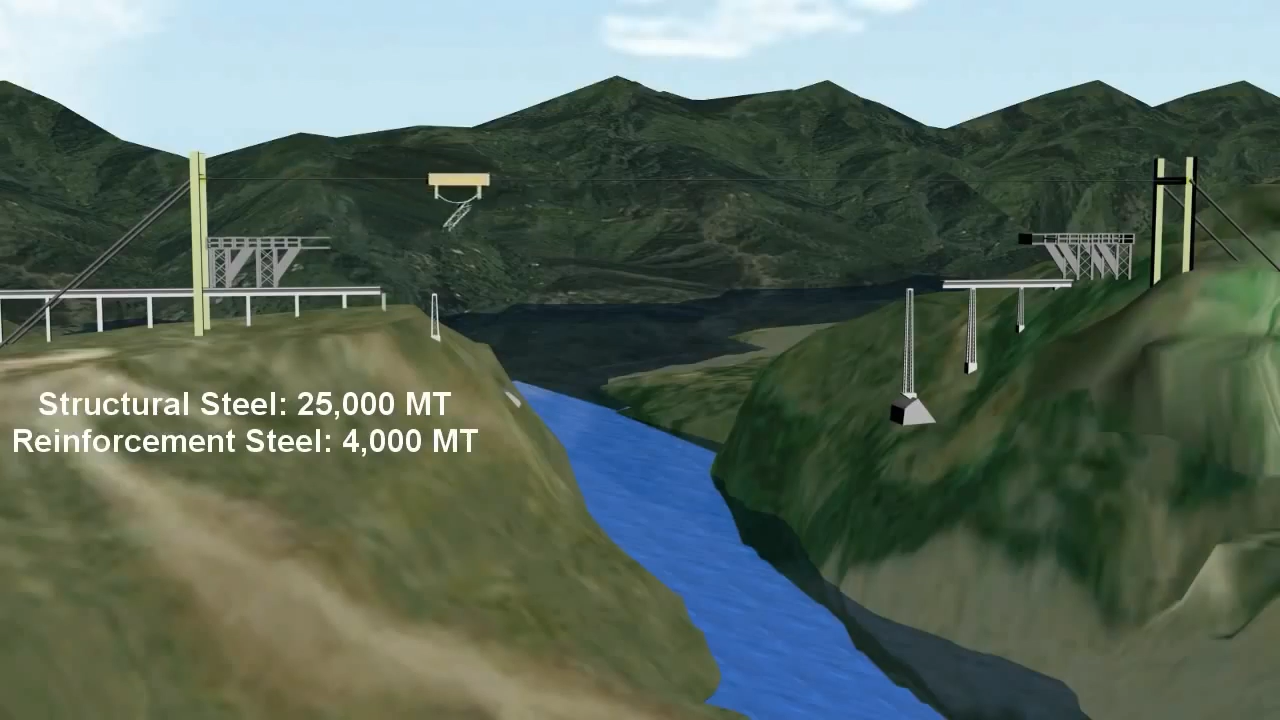 Structural Steel: 25,000 MT
Reinforcement Steel: 4,000 MT